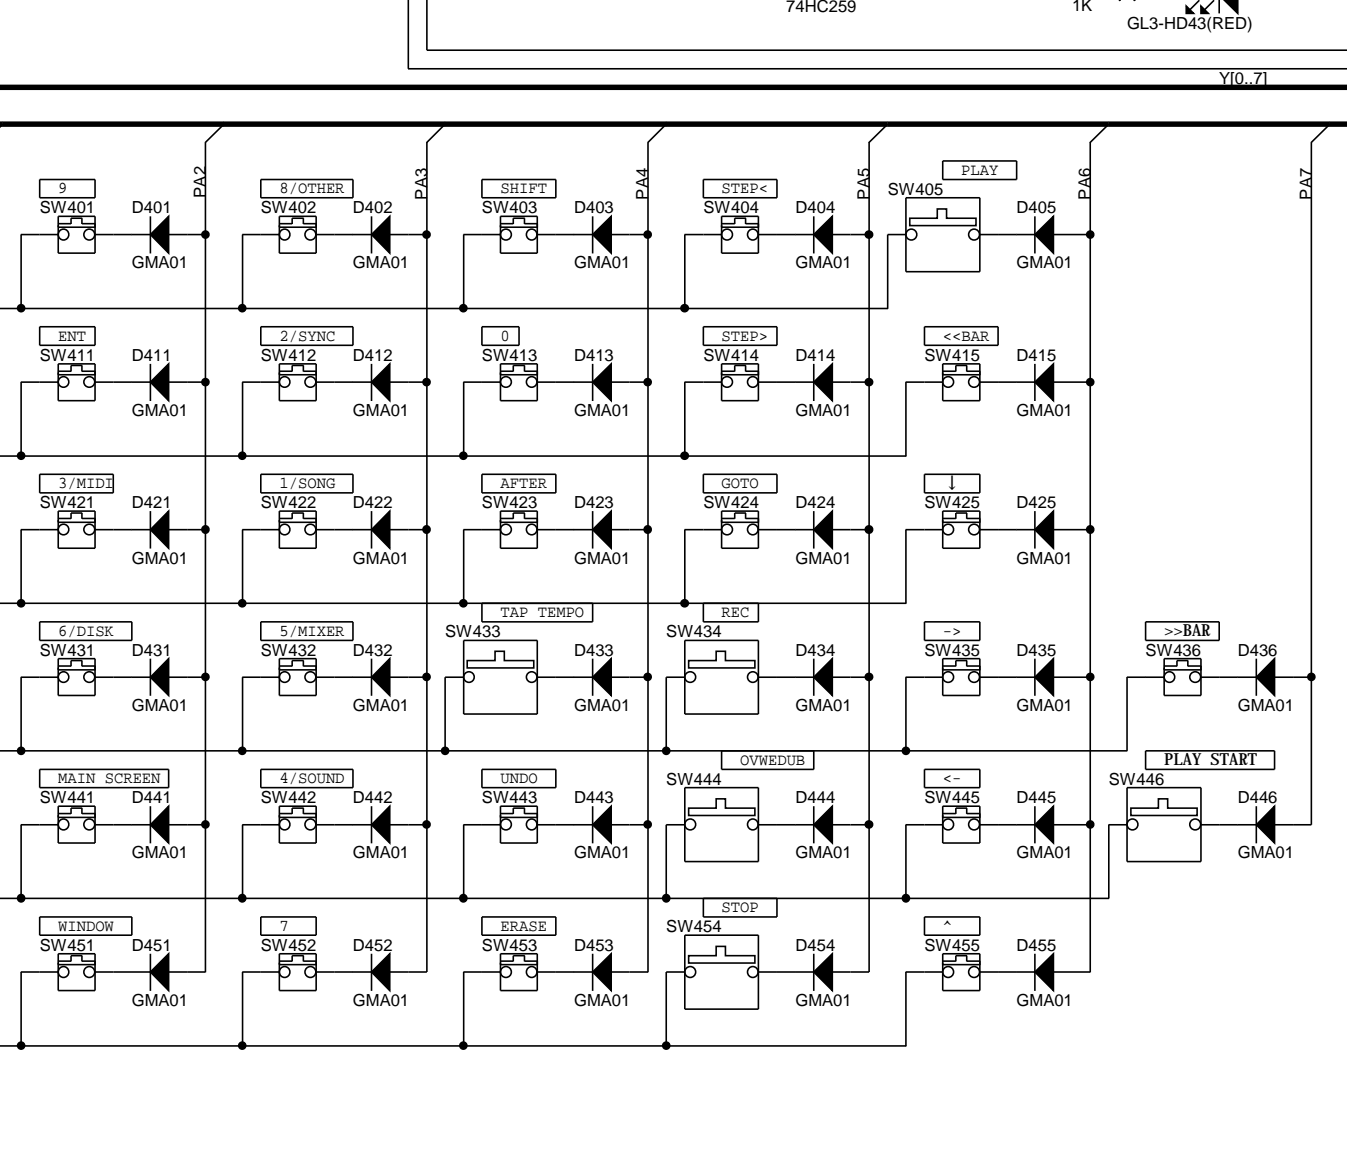 74HC259
1K
GL3-HD43(RED)
Y[0..7]
PA2
PA3
PA4
PA5
PA6
PA7
9
8/OTHER
SHIFT
STEP<
PLAY
SW401 D401
SW402 D402
SW403 D403
SW404 D404
SW405 D405
GMA01
GMA01
GMA01
GMA01
GMA01
ENT
2/SYNC
0
STEP>
<<BAR
SW411 D411
SW412 D412
SW413 D413
SW414 D414
SW415 D415
GMA01
GMA01
GMA01
GMA01
GMA01
3/MIDI
1/SONG
AFTER
GOTO
↓
SW421 D421
SW422 D422
SW423 D423
SW424 D424
SW425 D425
GMA01
GMA01
GMA01
GMA01
GMA01
6/DISK
5/MIXER
TAP TEMPO
REC
->
>>BAR
SW431 D431
SW432 D432
SW433 D433
SW434 D434
SW435 D435
SW436 D436
GMA01
GMA01
GMA01
GMA01
GMA01
GMA01
MAIN SCREEN
4/SOUND
UNDO
OVWEDUB
<-
PLAY START
SW441 D441
SW442 D442
SW443 D443
SW444 D444
SW445 D445
SW446 D446
GMA01
GMA01
GMA01
GMA01
GMA01
GMA01
WINDOW
7
ERASE
STOP
^
SW451 D451
SW452 D452
SW453 D453
SW454 D454
SW455 D455
GMA01
GMA01
GMA01
GMA01
GMA01